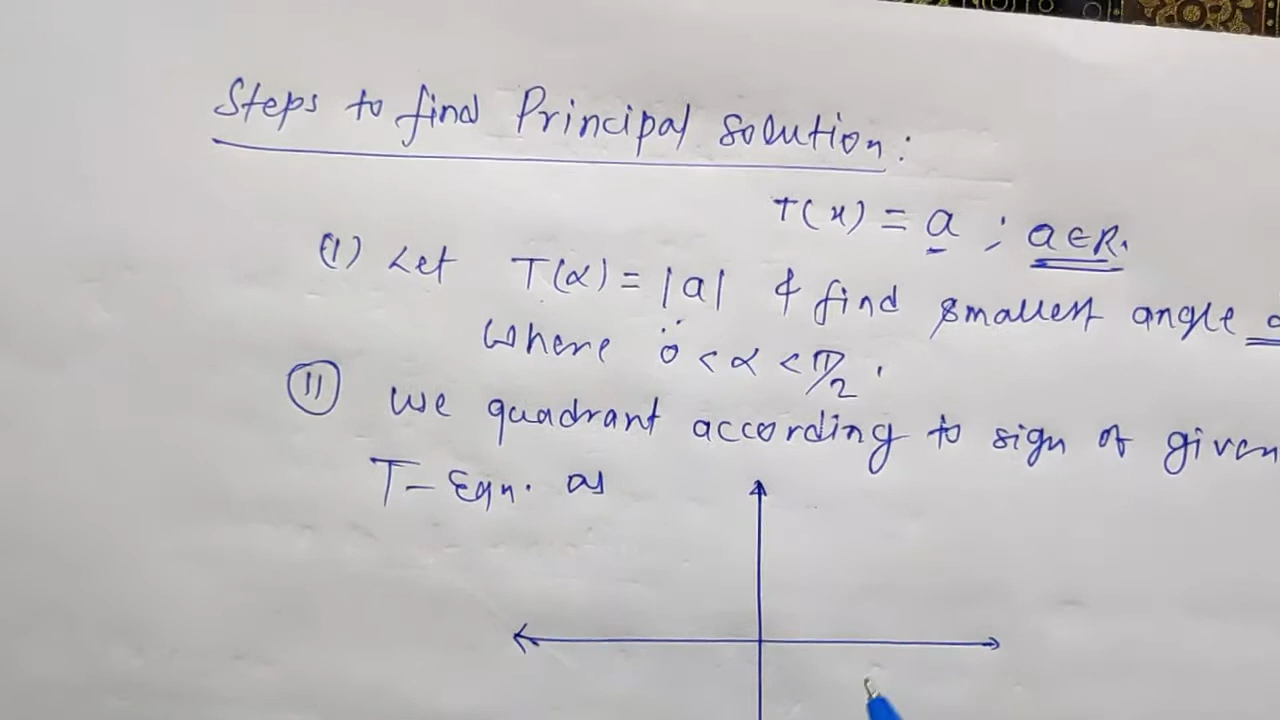 Steps to find Principal solution:
T(x) = a ; a∈R.
(I) Let T(α) = |a| & find smallest angle
where 0 < α < π/2.
(II) we quadrant according to sign of given
T- Eqn. as